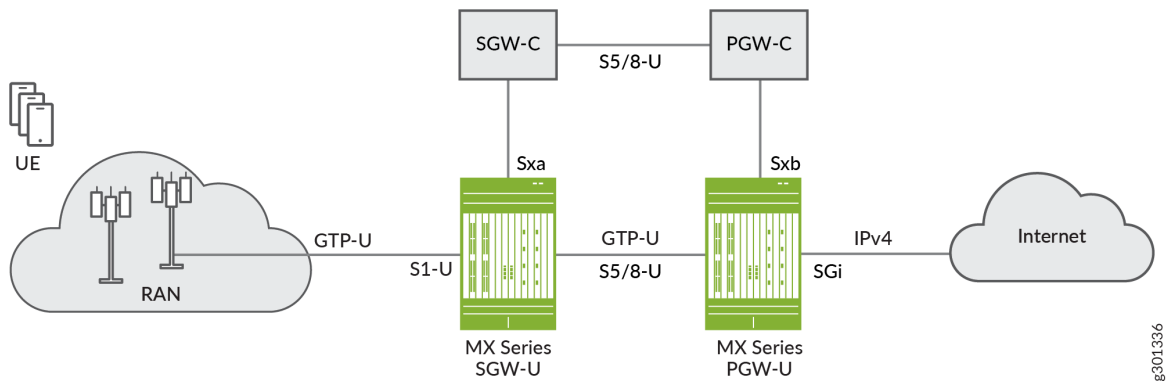 SGW-C
S5/8-U
PGW-C
UE
Sxa
Sxb
GTP-U
S1-U
GTP-U
S5/8-U
IPv4
SGi
Internet
RAN
MX Series
SGW-U
MX Series
PGW-U
g301336